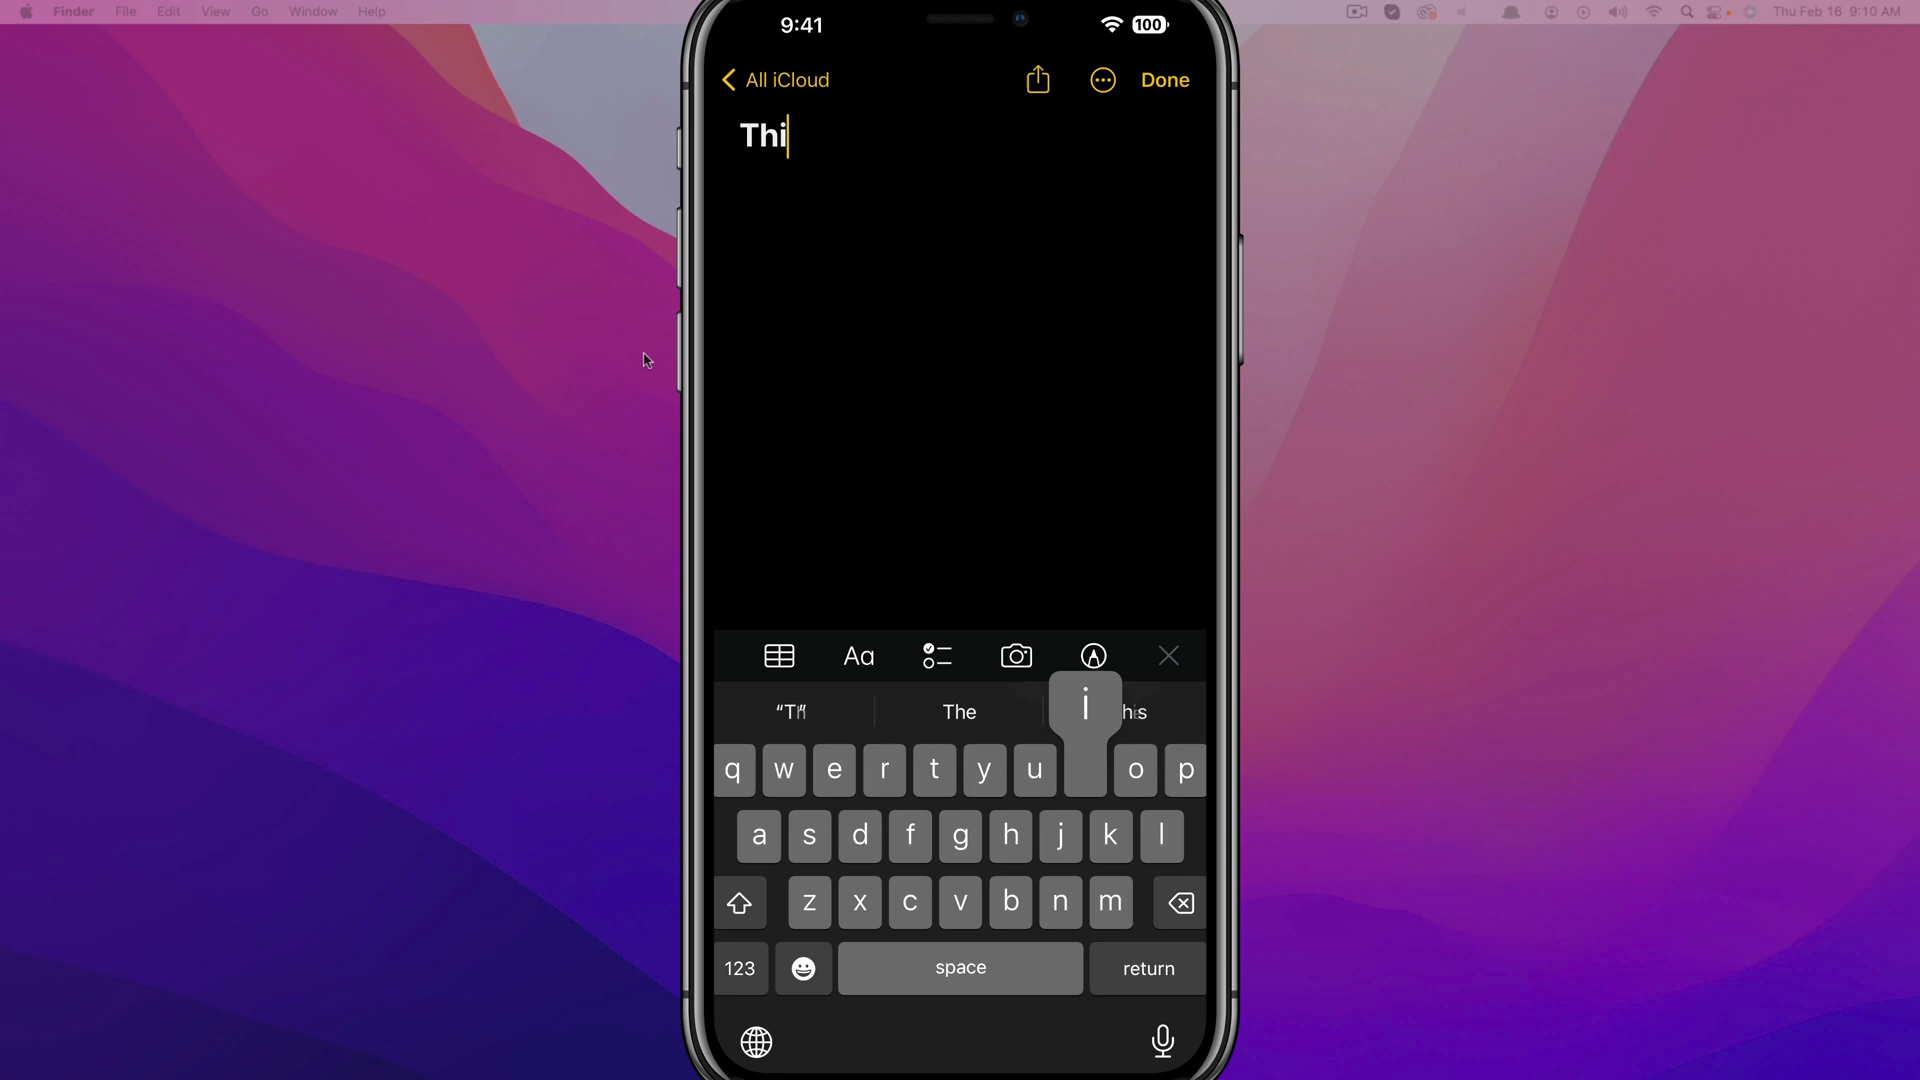 Finder File Edit View Go Window Help Thu Feb 16 9:10 AM
9:41 100
All iCloud Done
Thi
Aa
The
i
q w e r t y u o p
a s d f g h j k l
z x c v b n m
123 space return